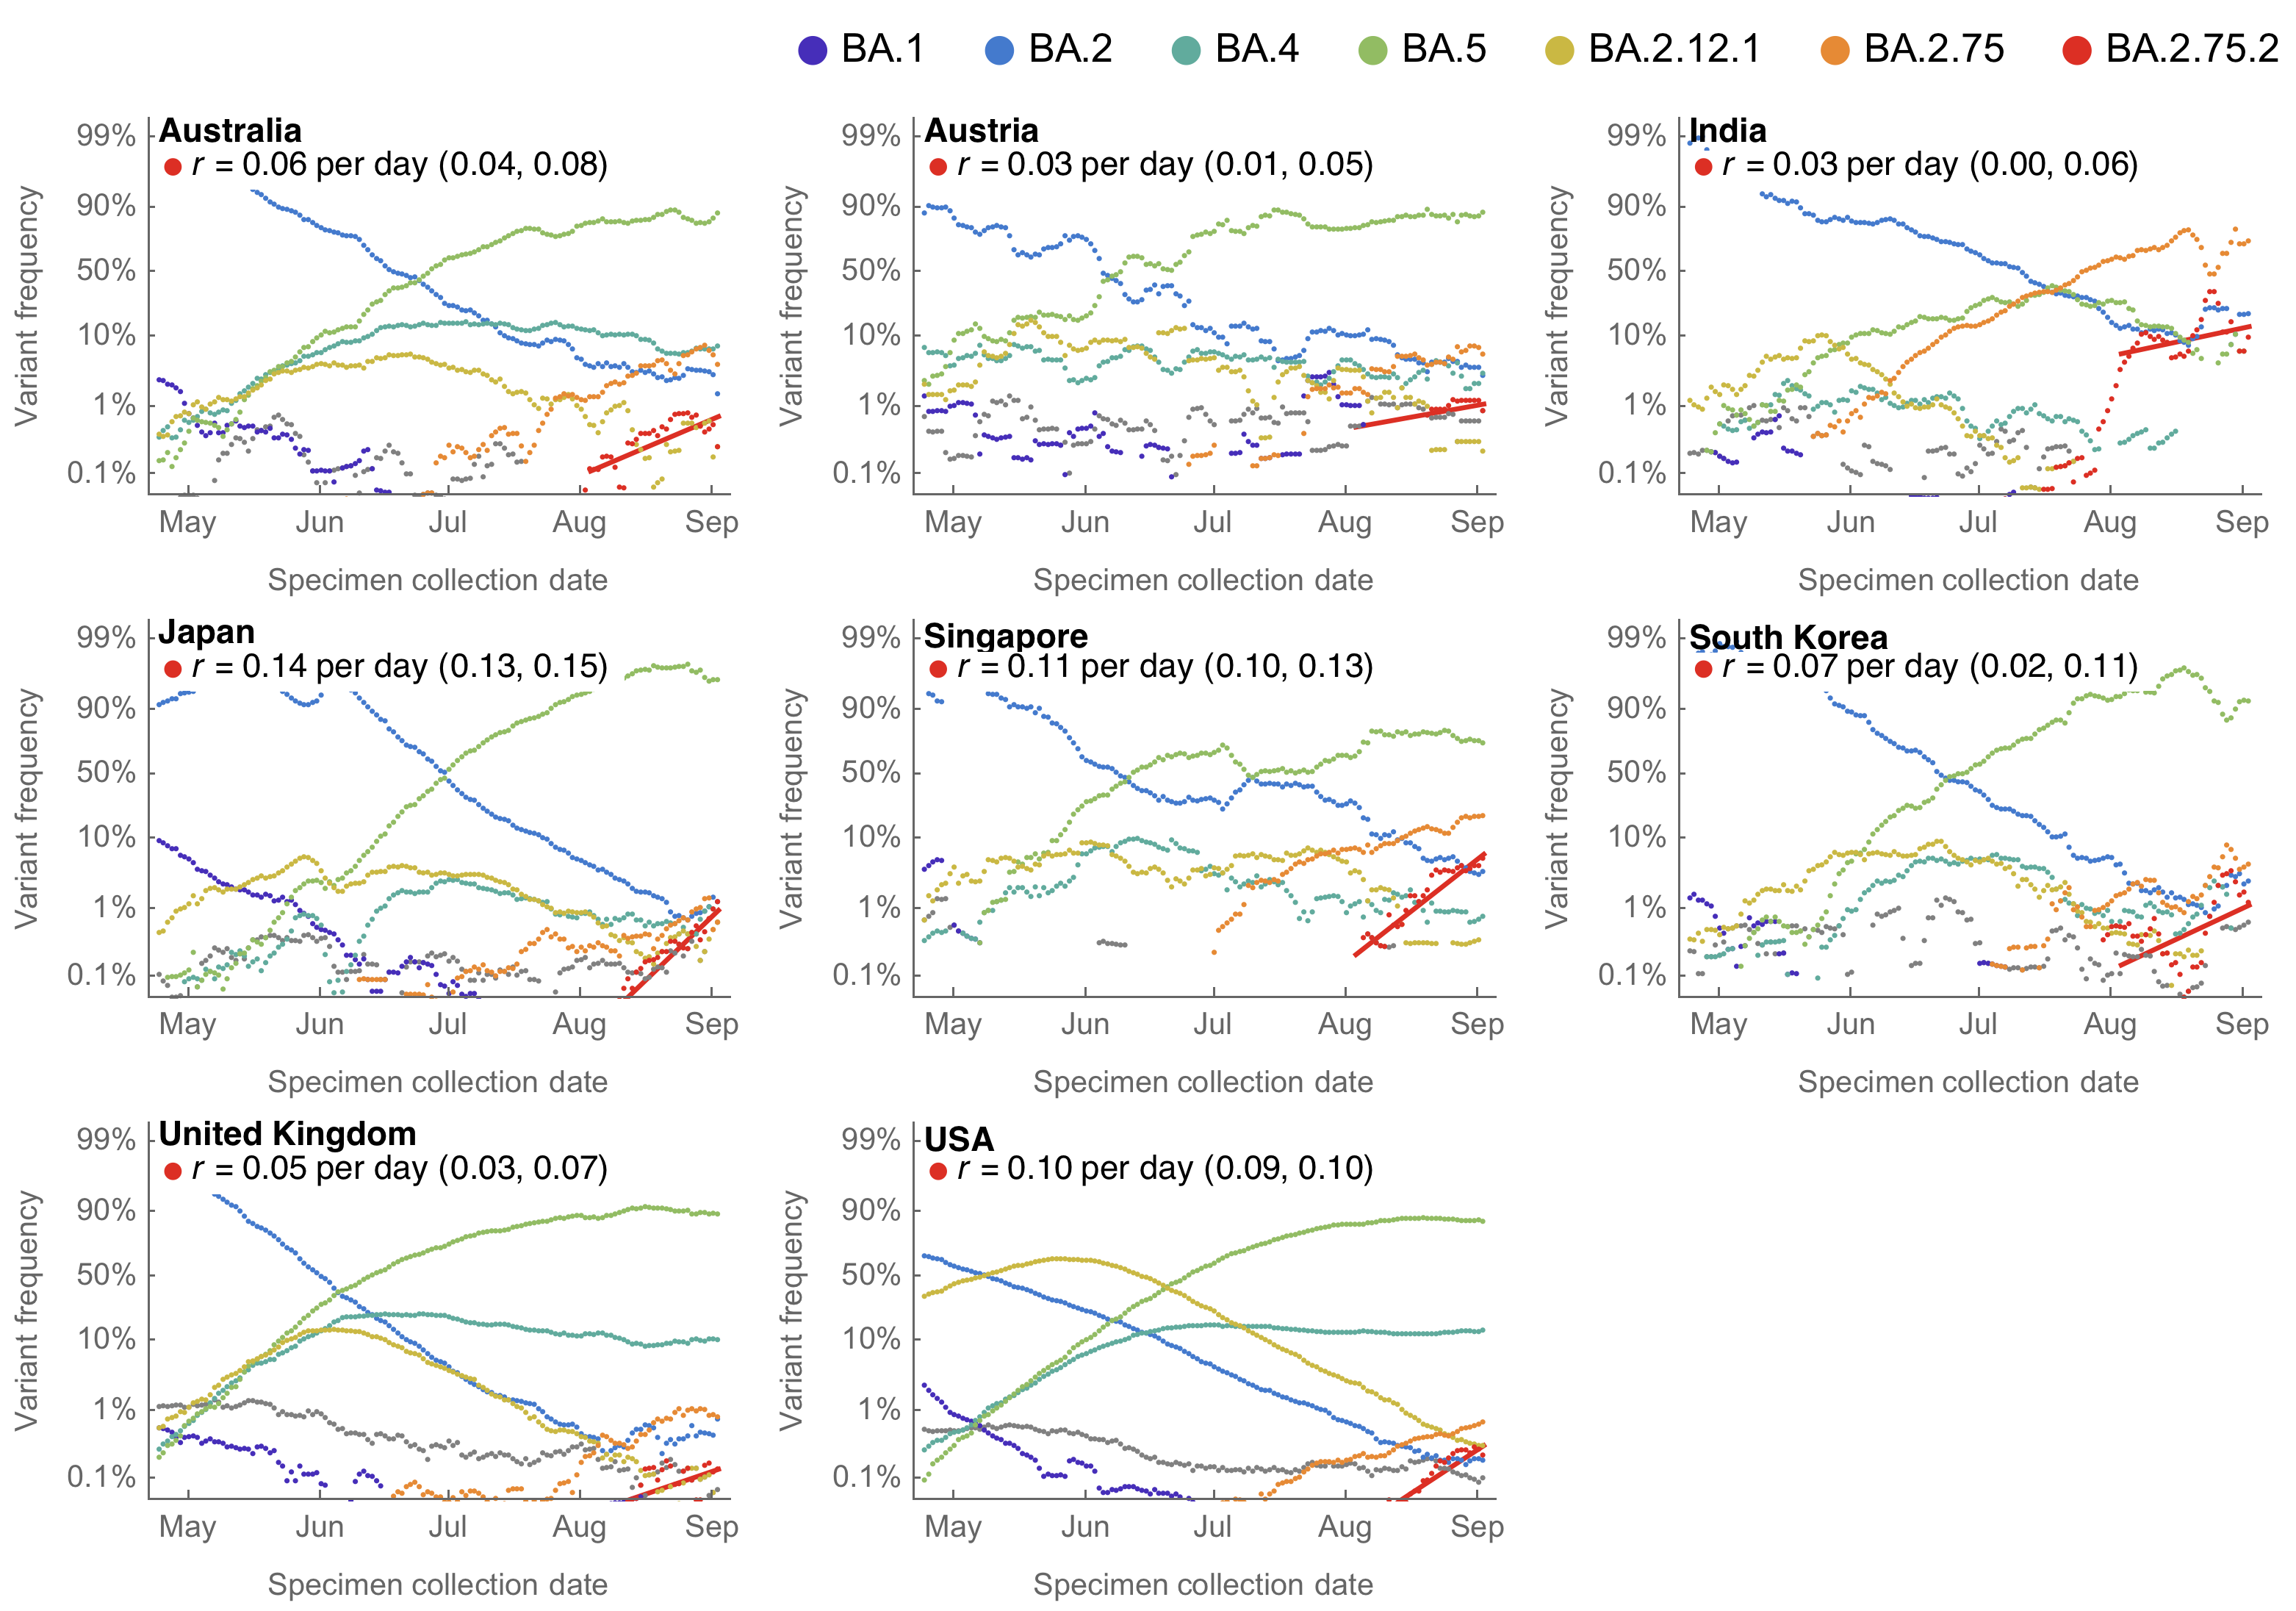 BA.1 BA.2 BA.4 BA.5 BA.2.12.1 BA.2.75 BA.2.75.2
Australia
r = 0.06 per day (0.04, 0.08)
Variant frequency
99%
90%
50%
10%
1%
0.1%
May Jun Jul Aug Sep
Specimen collection date
Austria
r = 0.03 per day (0.01, 0.05)
Variant frequency
99%
90%
50%
10%
1%
0.1%
May Jun Jul Aug Sep
Specimen collection date
India
r = 0.03 per day (0.00, 0.06)
Variant frequency
99%
90%
50%
10%
1%
0.1%
May Jun Jul Aug Sep
Specimen collection date
Japan
r = 0.14 per day (0.13, 0.15)
Variant frequency
99%
90%
50%
10%
1%
0.1%
May Jun Jul Aug Sep
Specimen collection date
Singapore
r = 0.11 per day (0.10, 0.13)
Variant frequency
99%
90%
50%
10%
1%
0.1%
May Jun Jul Aug Sep
Specimen collection date
South Korea
r = 0.07 per day (0.02, 0.11)
Variant frequency
99%
90%
50%
10%
1%
0.1%
May Jun Jul Aug Sep
Specimen collection date
United Kingdom
r = 0.05 per day (0.03, 0.07)
Variant frequency
99%
90%
50%
10%
1%
0.1%
May Jun Jul Aug Sep
Specimen collection date
USA
r = 0.10 per day (0.09, 0.10)
Variant frequency
99%
90%
50%
10%
1%
0.1%
May Jun Jul Aug Sep
Specimen collection date